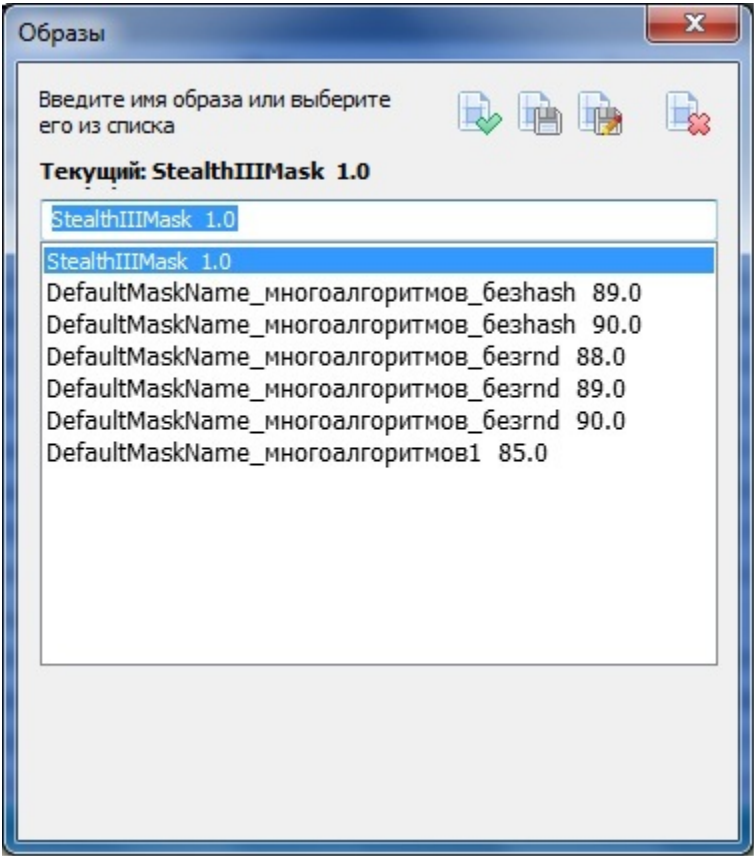 Образы
Введите имя образа или выберите
его из списка
Текущий: StealthIIIMask 1.0
StealthIIIMask 1.0
StealthIIIMask 1.0
DefaultMaskName_многоалгоритмов_безhash 89.0
DefaultMaskName_многоалгоритмов_безhash 90.0
DefaultMaskName_многоалгоритмов_безrnd 88.0
DefaultMaskName_многоалгоритмов_безrnd 89.0
DefaultMaskName_многоалгоритмов_безrnd 90.0
DefaultMaskName_многоалгоритмов1 85.0